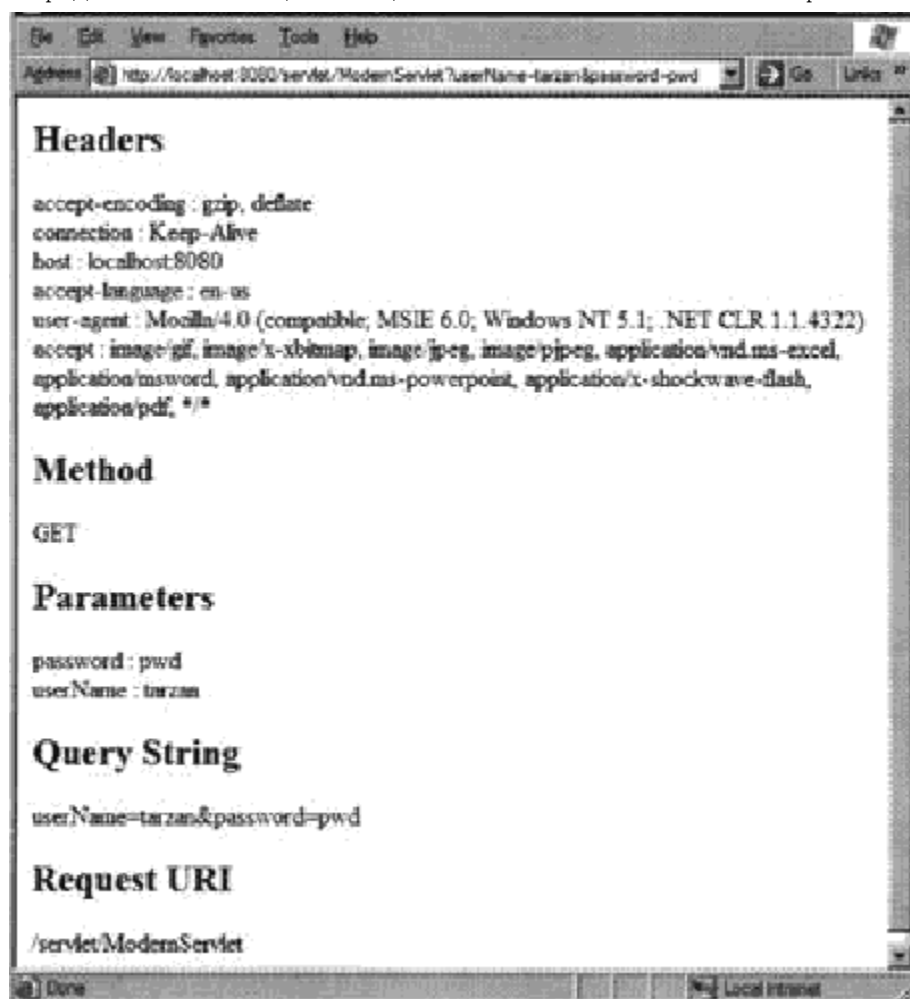 File Edit View Favorites Tools Help
Address http://localhost:8080/servlet/ModernServlet?userName=tarzan&password=pwd Go Links »
Headers
accept-encoding : gzip, deflate
connection : Keep-Alive
host : localhost:8080
accept-language : en-us
user-agent : Mozilla/4.0 (compatible; MSIE 6.0; Windows NT 5.1; .NET CLR 1.1.4322)
accept : image/gif, image/x-xbitmap, image/jpeg, image/pjpeg, application/vnd.ms-excel,
application/msword, application/vnd.ms-powerpoint, application/x-shockwave-flash,
application/pdf, */*
Method
GET
Parameters
password : pwd
userName : tarzan
Query String
userName=tarzan&password=pwd
Request URI
/servlet/ModernServlet
Done Local intranet